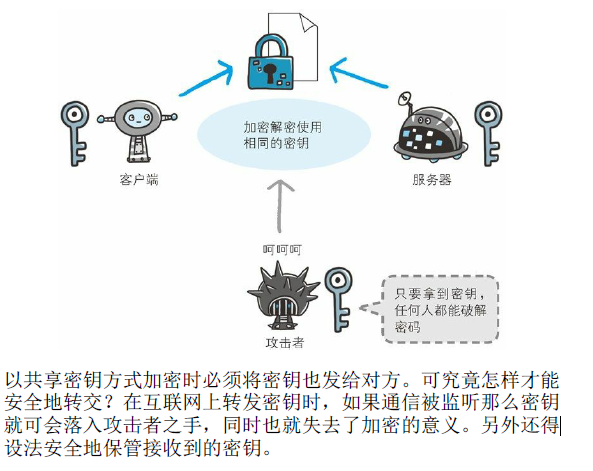 加密解密使用
相同的密钥
客户端
服务器
呵呵呵
攻击者
只要拿到密钥，
任何人都能破解
密码
以共享密钥方式加密时必须将密钥也发给对方。可究竟怎样才能
安全地转交？在互联网上转发密钥时，如果通信被监听那么密钥
就可会落入攻击者之手，同时也就失去了加密的意义。另外还得
设法安全地保管接收到的密钥。